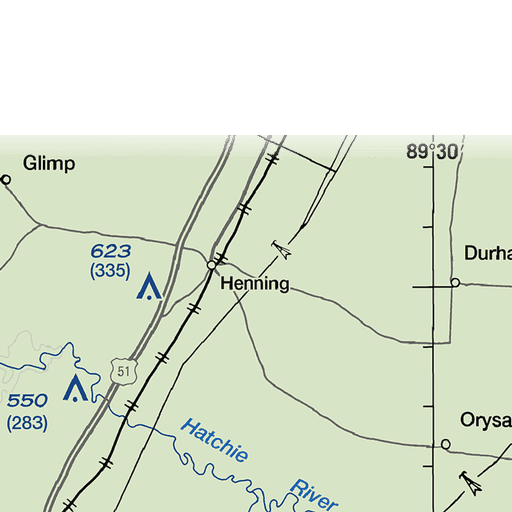 89°30
Glimp
623
(335)
Durha
Henning
51
550
(283)
Hatchie
River
Orysa